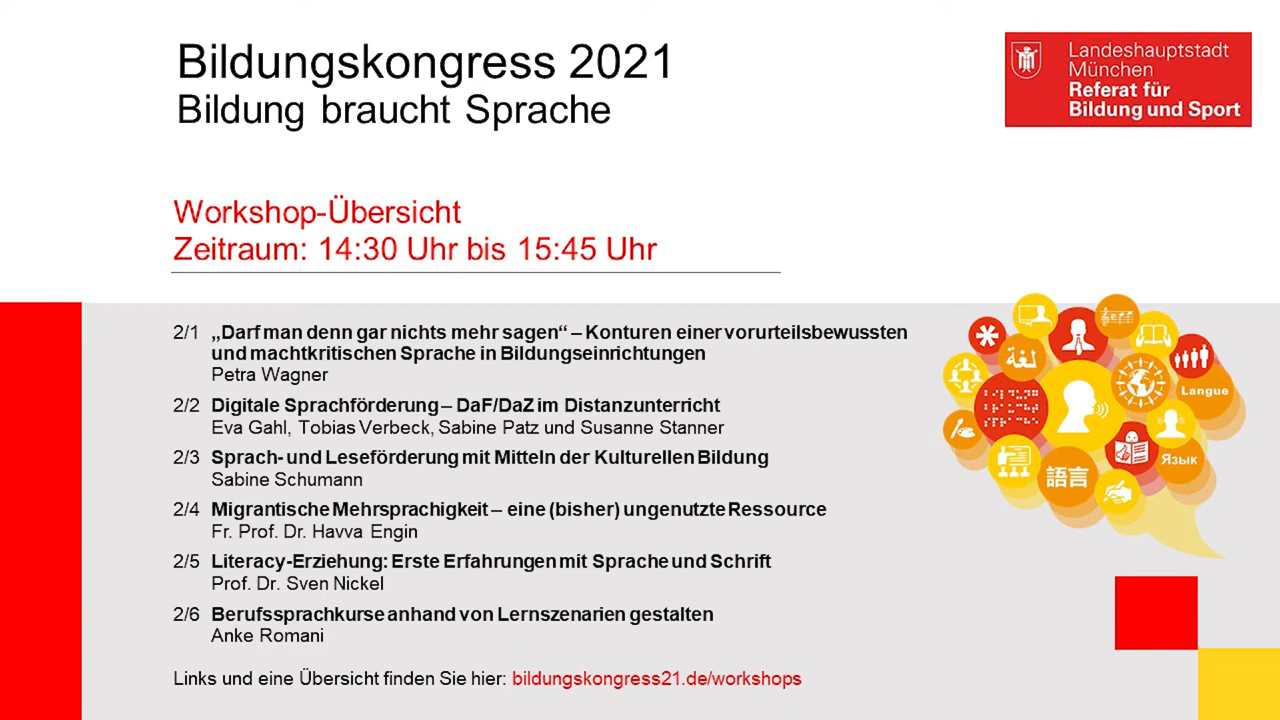 Bildungskongress 2021
Bildung braucht Sprache
Landeshauptstadt
München
Referat für
Bildung und Sport
Workshop-Übersicht
Zeitraum: 14:30 Uhr bis 15:45 Uhr
2/1 „Darf man denn gar nichts mehr sagen“ – Konturen einer vorurteilsbewussten
und machtkritischen Sprache in Bildungseinrichtungen
Petra Wagner
2/2 Digitale Sprachförderung – DaF/DaZ im Distanzunterricht
Eva Gahl, Tobias Verbeck, Sabine Patz und Susanne Stanner
2/3 Sprach- und Leseförderung mit Mitteln der Kulturellen Bildung
Sabine Schumann
2/4 Migrantische Mehrsprachigkeit – eine (bisher) ungenutzte Ressource
Fr. Prof. Dr. Havva Engin
2/5 Literacy-Erziehung: Erste Erfahrungen mit Sprache und Schrift
Prof. Dr. Sven Nickel
2/6 Berufssprachkurse anhand von Lernszenarien gestalten
Anke Romani
Links und eine Übersicht finden Sie hier: bildungskongress21.de/workshops
لغة
Langue
Язык
語言